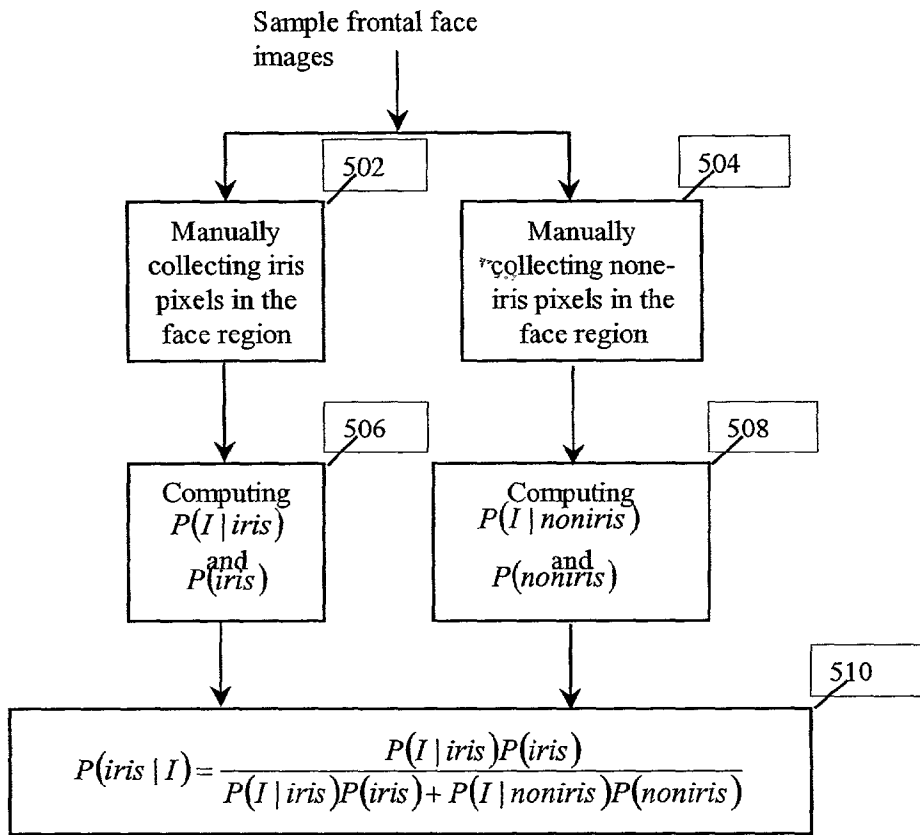 Sample frontal face
images
502
504
Manually
collecting iris
pixels in the
face region
Manually
collecting none-
iris pixels in the
face region
506
508
Computing
P(I | iris)
and
P(iris)
Computing
P(I | noniris)
and
P(noniris)
510
P(iris | I) = P(I | iris)P(iris) / P(I | iris)P(iris) + P(I | noniris)P(noniris)